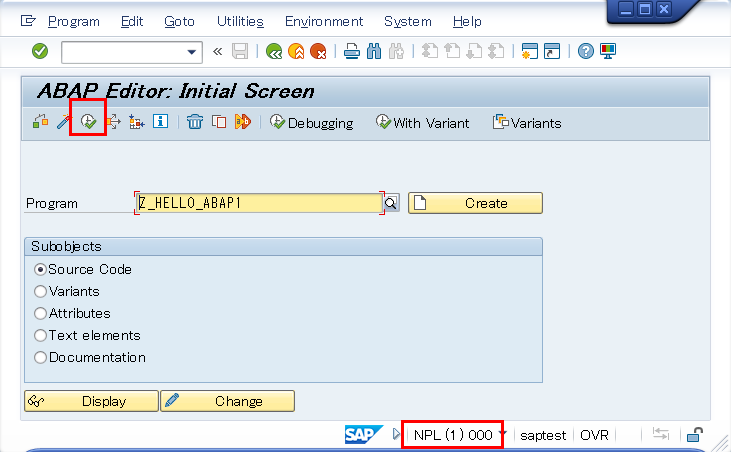 Program Edit Goto Utilities Environment System Help
ABAP Editor: Initial Screen
Debugging With Variant Variants
Program Z_HELLO_ABAP1 Create
Subobjects
Source Code
Variants
Attributes
Text elements
Documentation
Display Change
SAP NPL (1) 000 saptest OVR